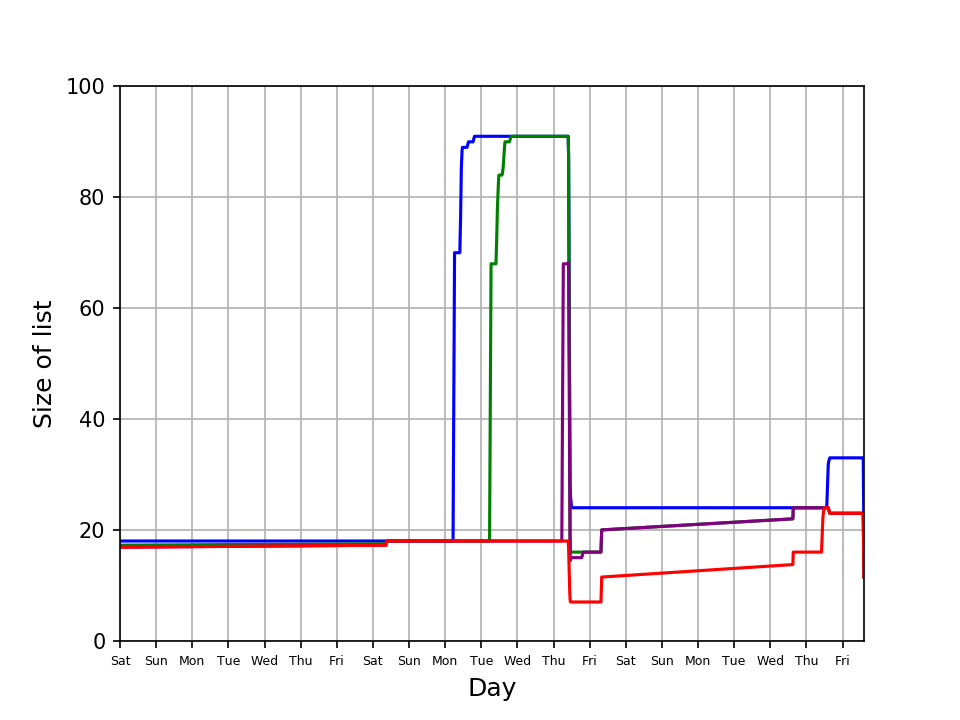 100
80
60
40
20
0
Size of list
Sat Sun Mon Tue Wed Thu Fri Sat Sun Mon Tue Wed Thu Fri Sat Sun Mon Tue Wed Thu Fri
Day